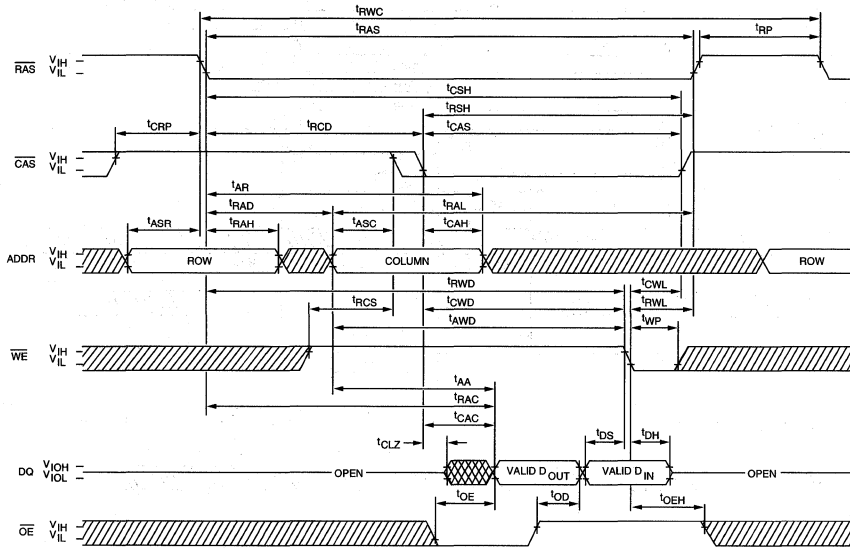 tRWC
tRAS
tRP
RAS VIH
VIL
tCSH
tRSH
tCRP
tRCD
tCAS
CAS VIH
VIL
tAR
tRAD
tRAL
tASR
tRAH
tASC
tCAH
ADDR VIH
VIL
ROW
COLUMN
ROW
tRWD
tCWL
tRCS
tCWD
tRWL
tAWD
tWP
WE VIH
VIL
tAA
tRAC
tCAC
tCLZ
tDS
tDH
DQ VIOH
VIOL
OPEN
VALID DOUT
VALID DIN
OPEN
tOE
tOD
tOEH
OE VIH
VIL